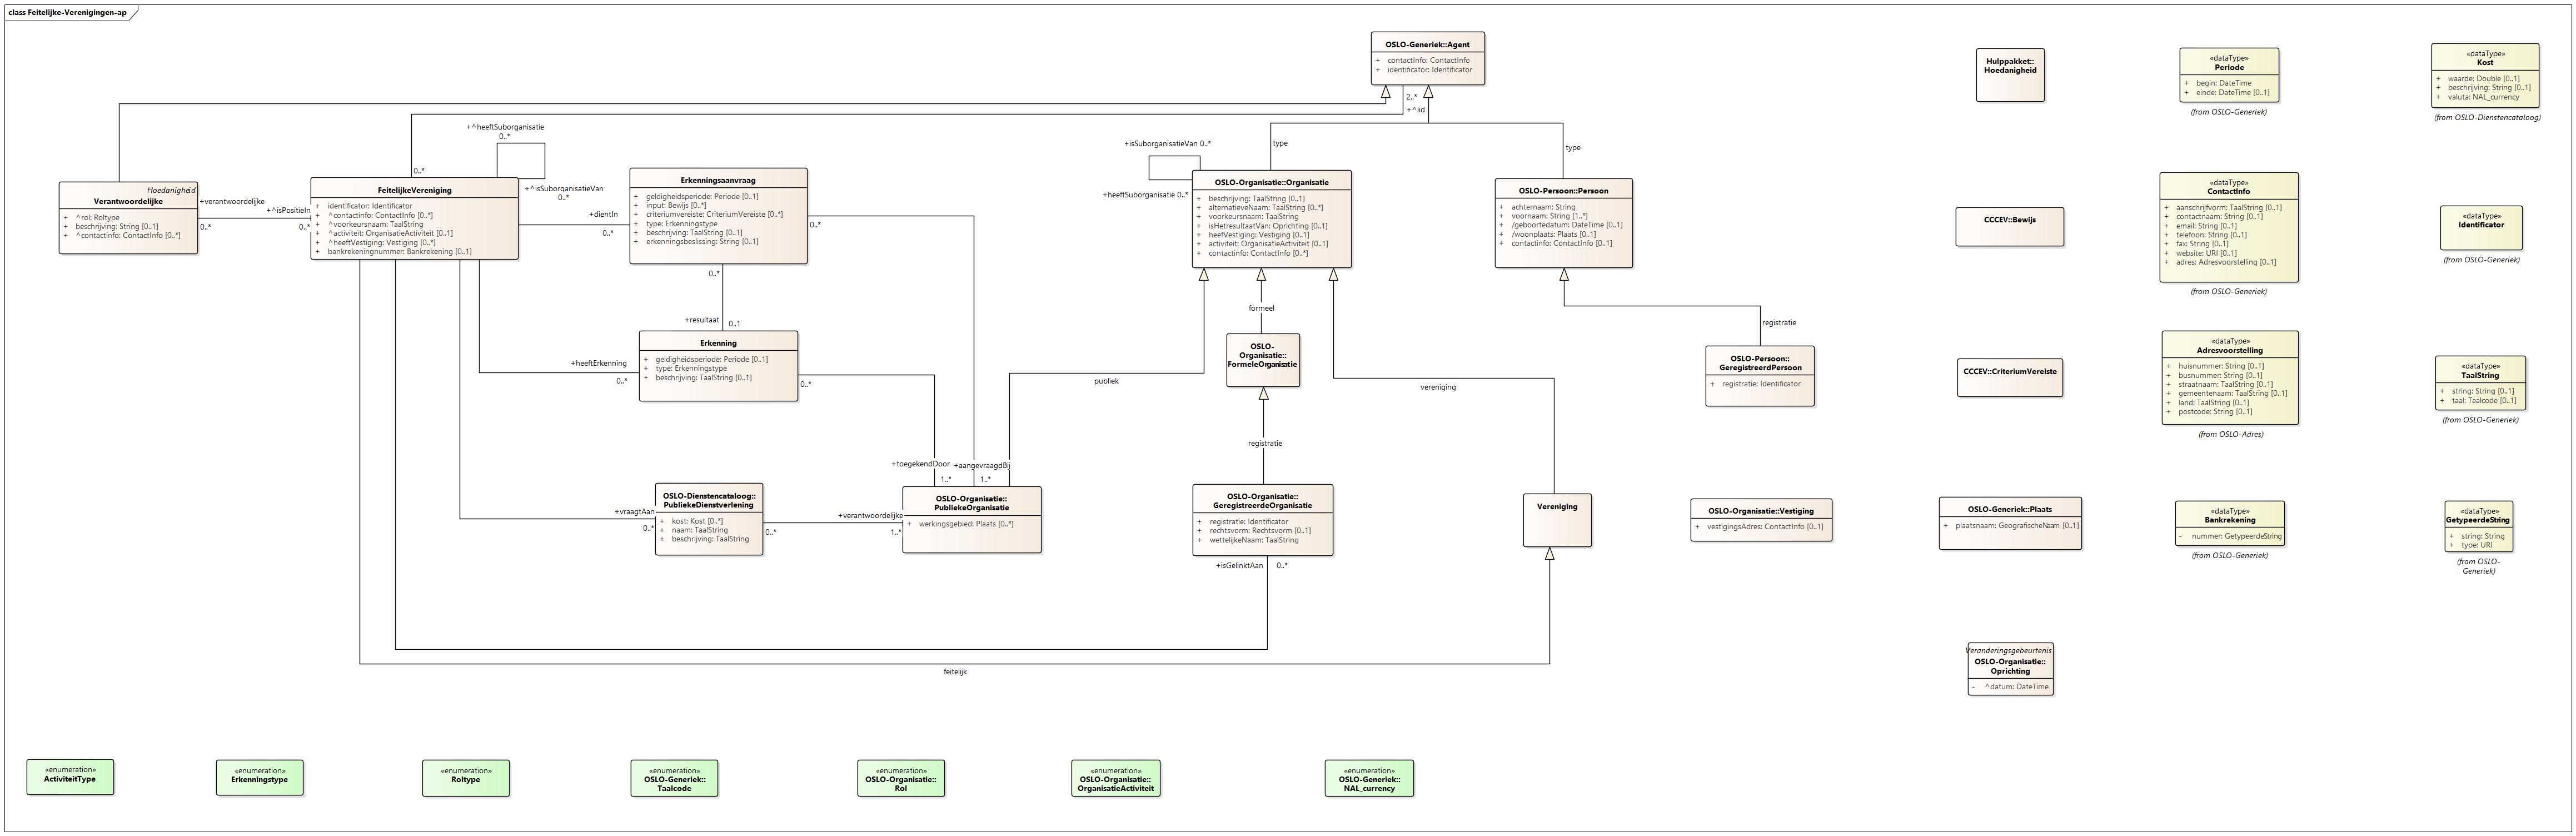 class Feitelijke-Verenigingen-ap
OSLO-Generiek::Agent
+ contactInfo: ContactInfo
+ identificator: Identificator
2..*
+^lid
Hulppakket::
Hoedanigheid
«dataType»
Periode
+ begin: DateTime
+ einde: DateTime [0..1]
(from OSLO-Generiek)
«dataType»
Kost
+ waarde: Double [0..1]
+ beschrijving: String [0..1]
+ valuta: NAL_currency
(from OSLO-Dienstencataloog)
+^heeftSuborganisatie
0..*
0..*
+^isSuborganisatieVan
0..*
+isSuborganisatieVan 0..*
+heeftSuborganisatie 0..*
type
type
Hoedanigheid
Verantwoordelijke
+ ^rol: Roltype
+ beschrijving: String [0..1]
+ ^contactinfo: ContactInfo [0..*]
+verantwoordelijke
0..*
+^isPositieIn
0..*
FeitelijkeVereniging
+ identificator: Identificator
+ ^contactinfo: ContactInfo [0..*]
+ ^voorkeursnaam: TaalString
+ ^activiteit: OrganisatieActiviteit [0..1]
+ ^heeftVestiging: Vestiging [0..*]
+ bankrekeningnummer: Bankrekening [0..1]
+dientIn
0..*
Erkenningsaanvraag
+ geldigheidsperiode: Periode [0..1]
+ input: Bewijs [0..*]
+ criteriumvereiste: CriteriumVereiste [0..*]
+ type: Erkenningstype
+ beschrijving: TaalString [0..1]
+ erkenningsbeslissing: String [0..1]
0..*
0..*
+resultaat
0..1
OSLO-Organisatie::Organisatie
+ beschrijving: TaalString [0..1]
+ alternatieveNaam: TaalString [0..*]
+ voorkeursnaam: TaalString
+ isHetresultaatVan: Oprichting [0..1]
+ heefVestiging: Vestiging [0..1]
+ activiteit: OrganisatieActiviteit [0..1]
+ contactinfo: ContactInfo [0..*]
OSLO-Persoon::Persoon
+ achternaam: String
+ voornaam: String [1..*]
+ /geboortedatum: DateTime [0..1]
+ /woonplaats: Plaats [0..1]
+ contactinfo: ContactInfo [0..1]
CCCEV::Bewijs
«dataType»
ContactInfo
+ aanschrijfvorm: TaalString [0..1]
+ contactnaam: String [0..1]
+ email: String [0..1]
+ telefoon: String [0..1]
+ fax: String [0..1]
+ website: URI [0..1]
+ adres: Adresvoorstelling [0..1]
(from OSLO-Generiek)
«dataType»
Identificator
(from OSLO-Generiek)
Erkenning
+ geldigheidsperiode: Periode [0..1]
+ type: Erkenningstype
+ beschrijving: TaalString [0..1]
+heeftErkenning
0..*
0..*
publiek
formeel
OSLO-
Organisatie::
FormeleOrganisatie
registratie
vereniging
registratie
OSLO-Persoon::
GeregistreerdPersoon
+ registratie: Identificator
CCCEV::CriteriumVereiste
«dataType»
Adresvoorstelling
+ huisnummer: String [0..1]
+ busnummer: String [0..1]
+ straatnaam: TaalString [0..1]
+ gemeentenaam: TaalString [0..1]
+ land: TaalString [0..1]
+ postcode: String [0..1]
(from OSLO-Adres)
«dataType»
TaalString
+ string: String [0..1]
+ taal: Taalcode [0..1]
(from OSLO-Generiek)
+toegekendDoor
1..*
+aangevraagdBij
1..*
+vraagtAan
0..*
OSLO-Dienstencataloog::
PubliekeDienstverlening
+ kost: Kost [0..*]
+ naam: TaalString
+ beschrijving: TaalString
0..*
+verantwoordelijke
1..*
OSLO-Organisatie::
PubliekeOrganisatie
+ werkingsgebied: Plaats [0..*]
OSLO-Organisatie::
GeregistreerdeOrganisatie
+ registratie: Identificator
+ rechtsvorm: Rechtsvorm [0..1]
+ wettelijkeNaam: TaalString
+isGelinktAan
0..*
Vereniging
OSLO-Organisatie::Vestiging
+ vestigingsAdres: ContactInfo [0..1]
OSLO-Generiek::Plaats
+ plaatsnaam: GeografischeNaam [0..1]
«dataType»
Bankrekening
- nummer: GetypeerdeString
(from OSLO-Generiek)
«dataType»
GetypeerdeString
+ string: String
+ type: URI
(from OSLO-
Generiek)
feitelijk
Veranderingsgebeurtenis
OSLO-Organisatie::
Oprichting
- ^datum: DateTime
«enumeration»
ActiviteitType
«enumeration»
Erkenningstype
«enumeration»
Roltype
«enumeration»
OSLO-Generiek::
Taalcode
«enumeration»
OSLO-Organisatie::
Rol
«enumeration»
OSLO-Organisatie::
OrganisatieActiviteit
«enumeration»
OSLO-Generiek::
NAL_currency